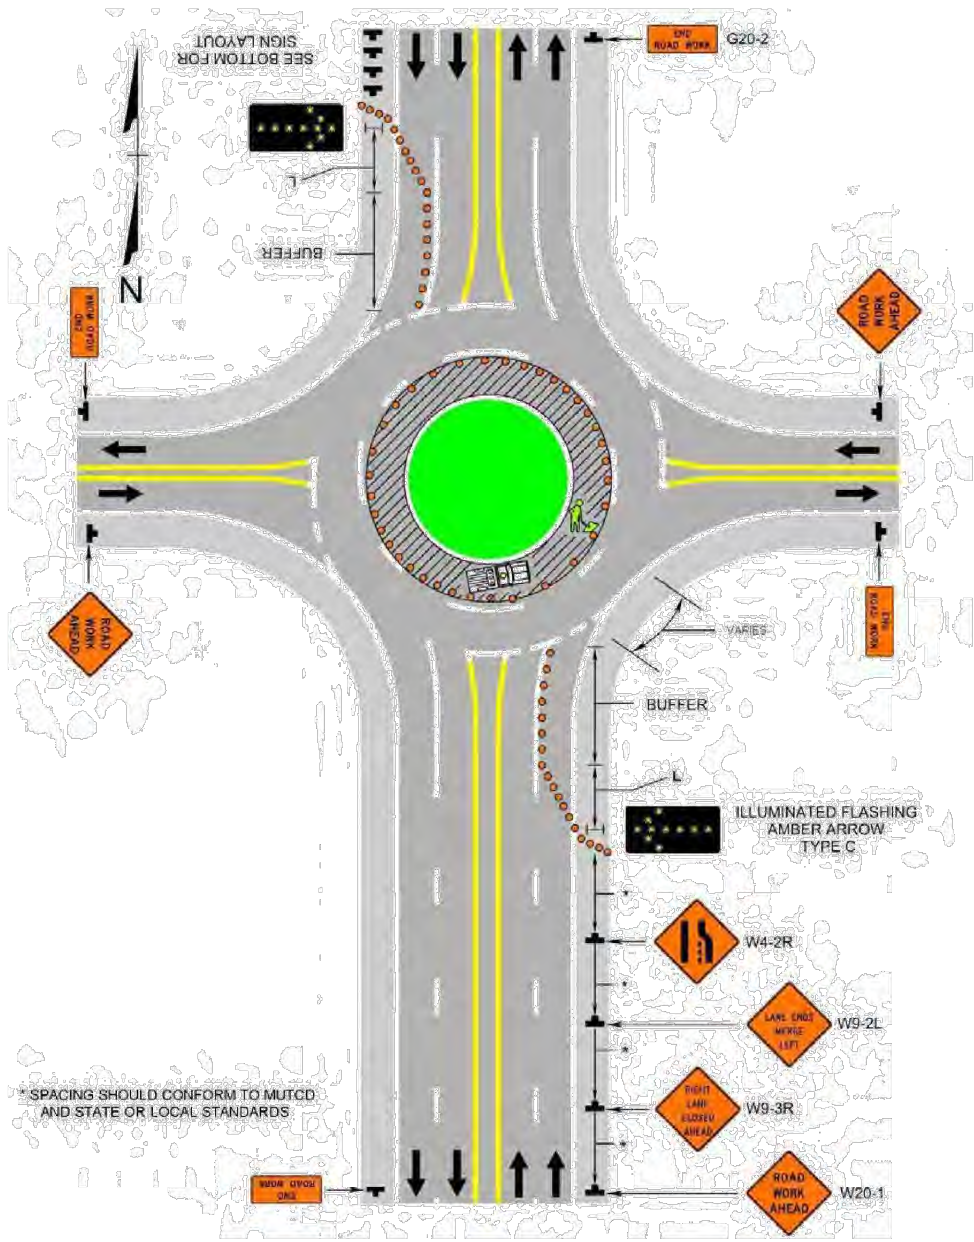 SEE BOTTOM FOR
SIGN LAYOUT
END
ROAD WORK
G20-2
L
BUFFER
N
END
ROAD WORK
ROAD
WORK
AHEAD
ROAD
WORK
AHEAD
END
ROAD WORK
VARIES
BUFFER
L
ILLUMINATED FLASHING
AMBER ARROW
TYPE C
*
W4-2R
*
LANE ENDS
MERGE
LEFT
W9-2L
*
RIGHT
LANE
CLOSED
AHEAD
W9-3R
*
* SPACING SHOULD CONFORM TO MUTCD
AND STATE OR LOCAL STANDARDS
END
ROAD WORK
ROAD
WORK
AHEAD
W20-1